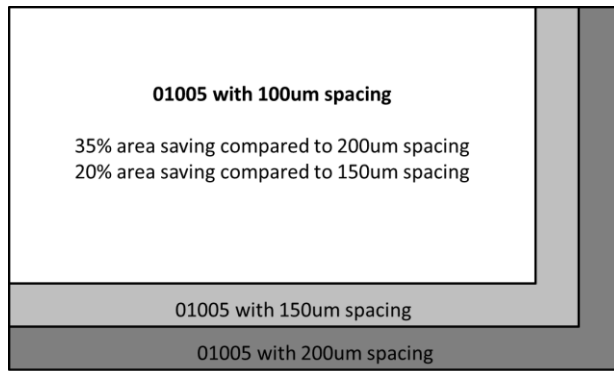 01005 with 100um spacing
35% area saving compared to 200um spacing
20% area saving compared to 150um spacing
01005 with 150um spacing
01005 with 200um spacing